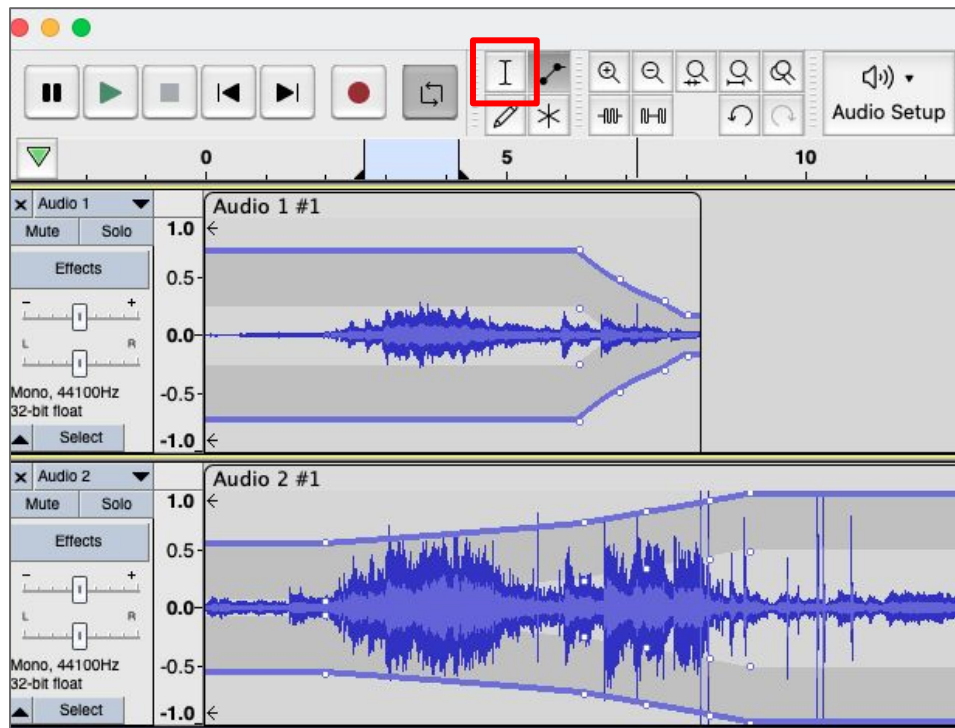 Audio Setup
0 5 10
Audio 1
Audio 1 #1
Mute Solo
Effects
- +
L R
Mono, 44100Hz
32-bit float
Select
1.0
0.5
0.0
-0.5
-1.0
Audio 2
Audio 2 #1
Mute Solo
Effects
- +
L R
Mono, 44100Hz
32-bit float
Select
1.0
0.5
0.0
-0.5
-1.0